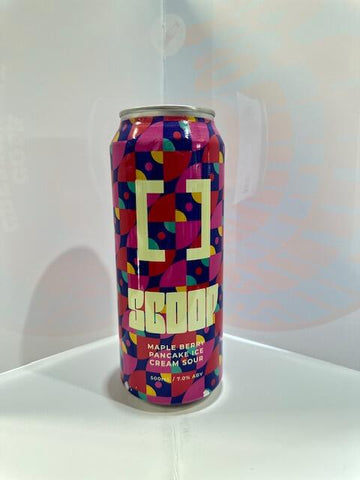 [ ]
SCOOP
MAPLE BERRY
PANCAKE ICE
CREAM SOUR
500ML / 7.0% ABV